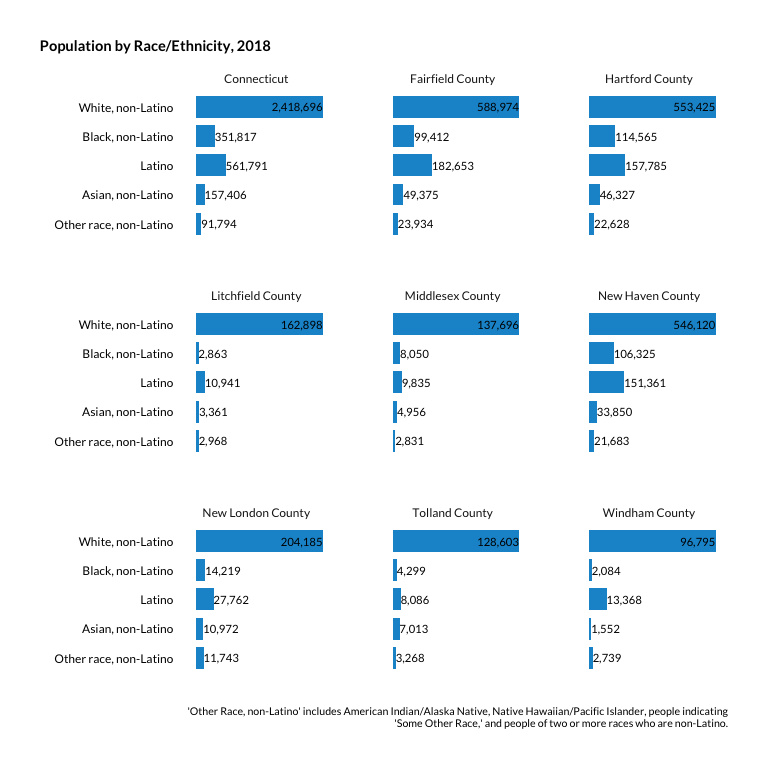 Population by Race/Ethnicity, 2018
Connecticut Fairfield County Hartford County
White, non-Latino 2,418,696 588,974 553,425
Black, non-Latino 351,817 99,412 114,565
Latino 561,791 182,653 157,785
Asian, non-Latino 157,406 49,375 46,327
Other race, non-Latino 91,794 23,934 22,628
Litchfield County Middlesex County New Haven County
White, non-Latino 162,898 137,696 546,120
Black, non-Latino 2,863 8,050 106,325
Latino 10,941 9,835 151,361
Asian, non-Latino 3,361 4,956 33,850
Other race, non-Latino 2,968 2,831 21,683
New London County Tolland County Windham County
White, non-Latino 204,185 128,603 96,795
Black, non-Latino 14,219 4,299 2,084
Latino 27,762 8,086 13,368
Asian, non-Latino 10,972 7,013 1,552
Other race, non-Latino 11,743 3,268 2,739
'Other Race, non-Latino' includes American Indian/Alaska Native, Native Hawaiian/Pacific Islander, people indicating
'Some Other Race,' and people of two or more races who are non-Latino.